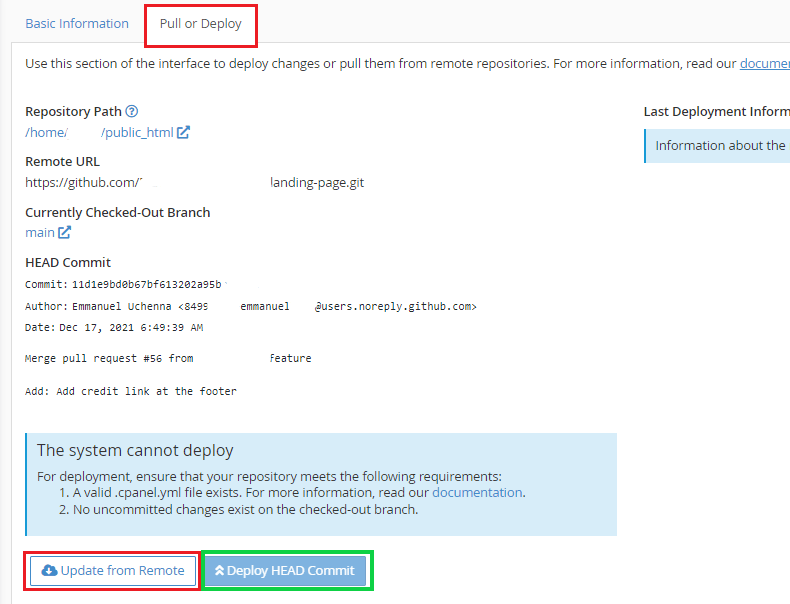 Basic Information
Pull or Deploy
Use this section of the interface to deploy changes or pull them from remote repositories. For more information, read our
Repository Path
/home/ /public_html
Remote URL
https://github.com/ landing-page.git
Currently Checked-Out Branch
main
HEAD Commit
Commit: 11d1e9bd0b67bf613202a95b
Author: Emmanuel Uchenna <8499 emmanuel @users.noreply.github.com>
Date: Dec 17, 2021 6:49:39 AM
Merge pull request #56 from feature
Add: Add credit link at the footer
Last Deployment
Information about the
The system cannot deploy
For deployment, ensure that your repository meets the following requirements:
1. A valid .cpanel.yml file exists. For more information, read our documentation.
2. No uncommitted changes exist on the checked-out branch.
Update from Remote
Deploy HEAD Commit